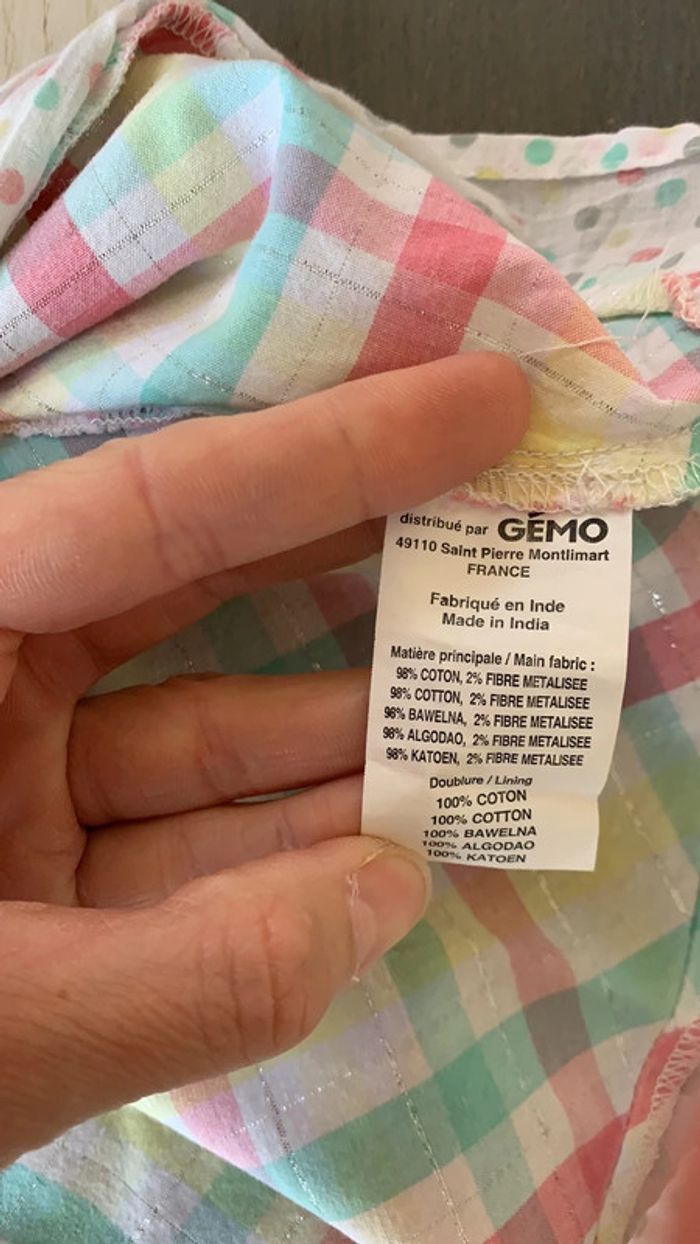 distribué par GÉMO
49110 Saint Pierre Montlimart
FRANCE
Fabriqué en Inde
Made in India
Matière principale / Main fabric :
98% COTON, 2% FIBRE METALISEE
98% COTTON, 2% FIBRE METALISEE
98% BAWELNA, 2% FIBRE METALISEE
98% ALGODAO, 2% FIBRE METALISEE
98% KATOEN, 2% FIBRE METALISEE
Doublure / Lining
100% COTON
100% COTTON
100% BAWELNA
100% ALGODAO
100% KATOEN